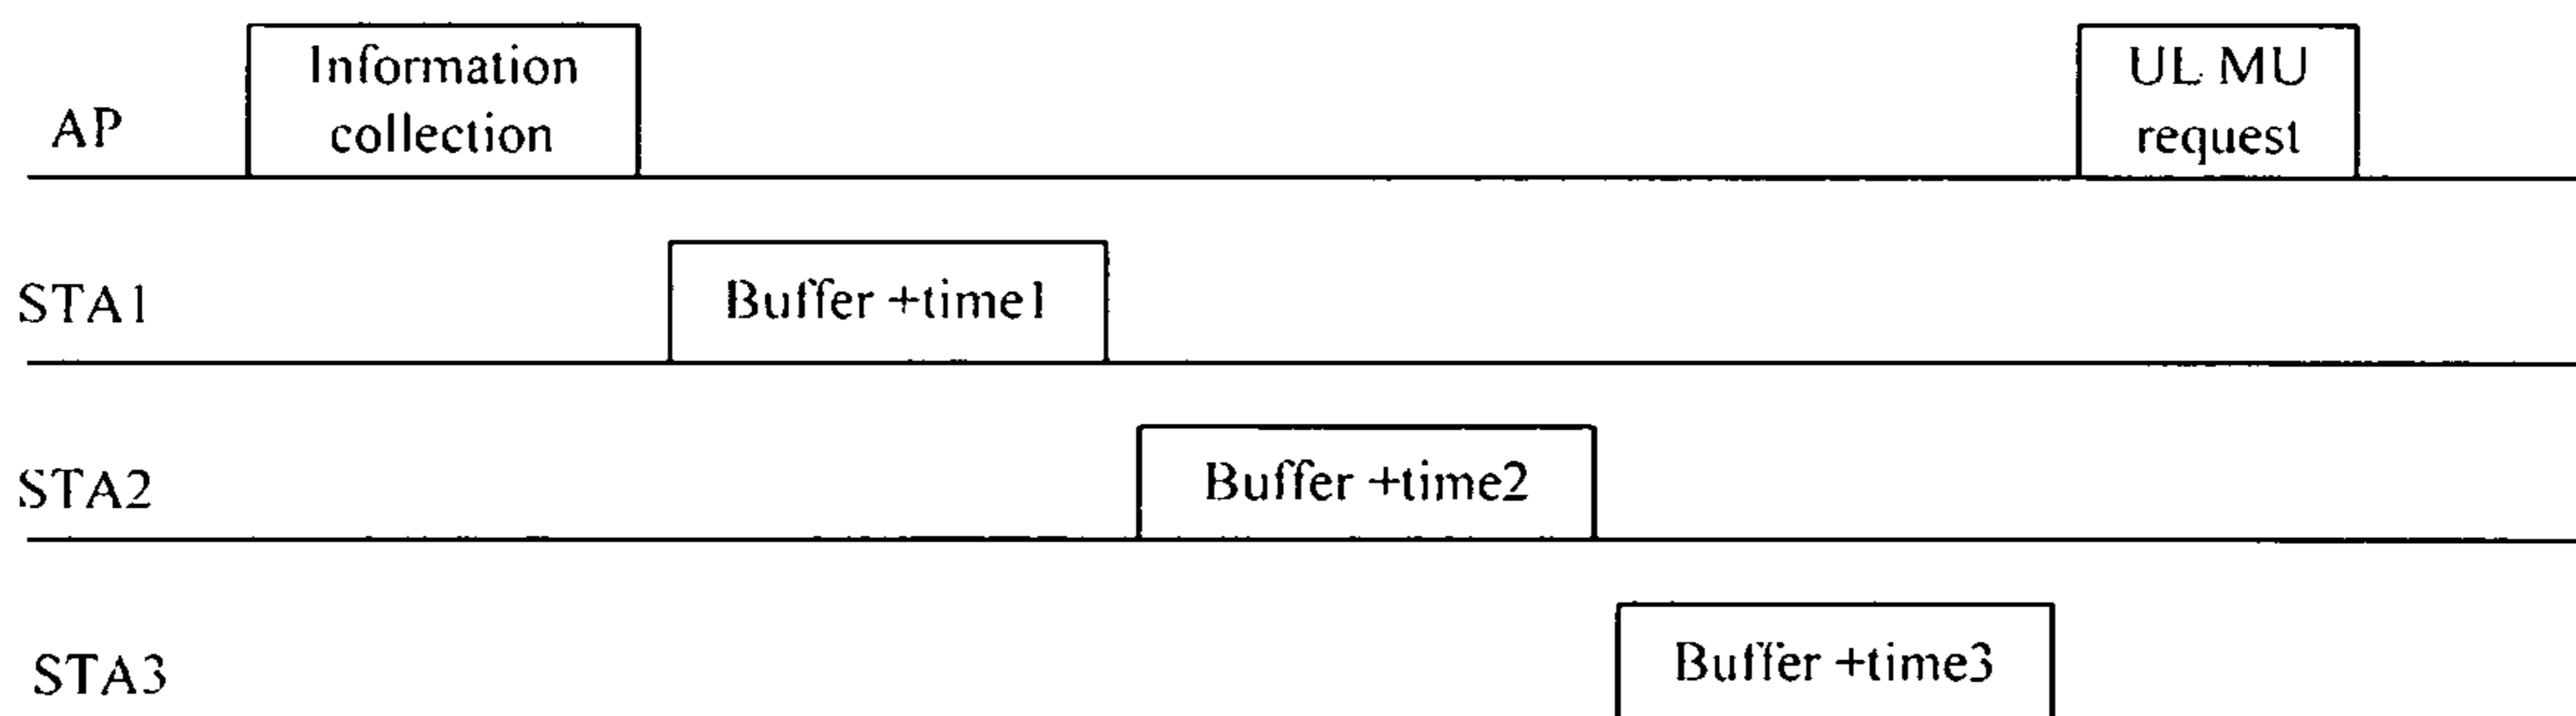 Information
collection
UL MU
request
AP
STA1
Buffer +time1
STA2
Buffer +time2
STA3
Buffer +time3